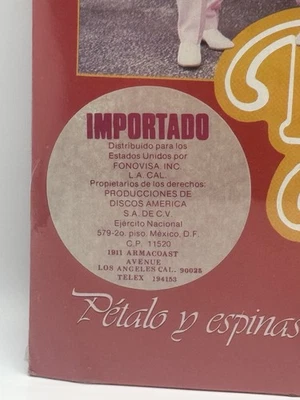 IMPORTADO
Distribuido para los
Estados Unidos por
FONOVISA, INC.
L.A. CAL.
Propietarios de los derechos:
PRODUCCIONES DE
DISCOS AMERICA
S.A. DE C.V.
Ejército Nacional
579-2o. piso. México, D.F.
C.P. 11520
1911 ARMACOAST
AVENUE
LOS ANGELES CAL. 90025
TELEX 194153
Pétalo y espinas